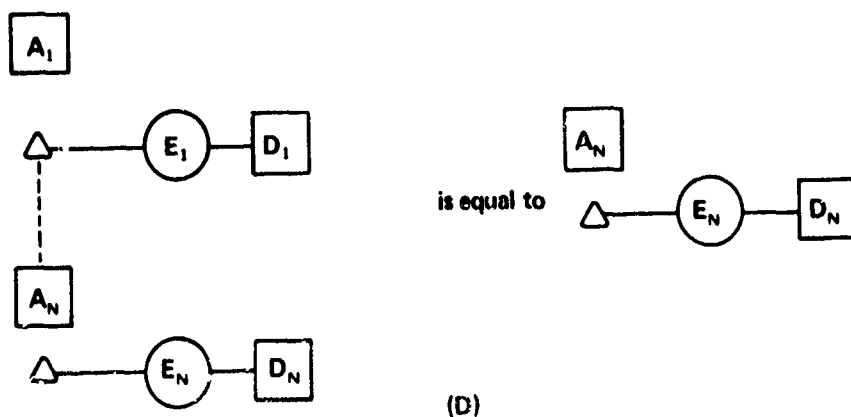 A₁
E₁ D₁
Aₙ
Eₙ Dₙ
is equal to
Aₙ
Eₙ Dₙ
(D)